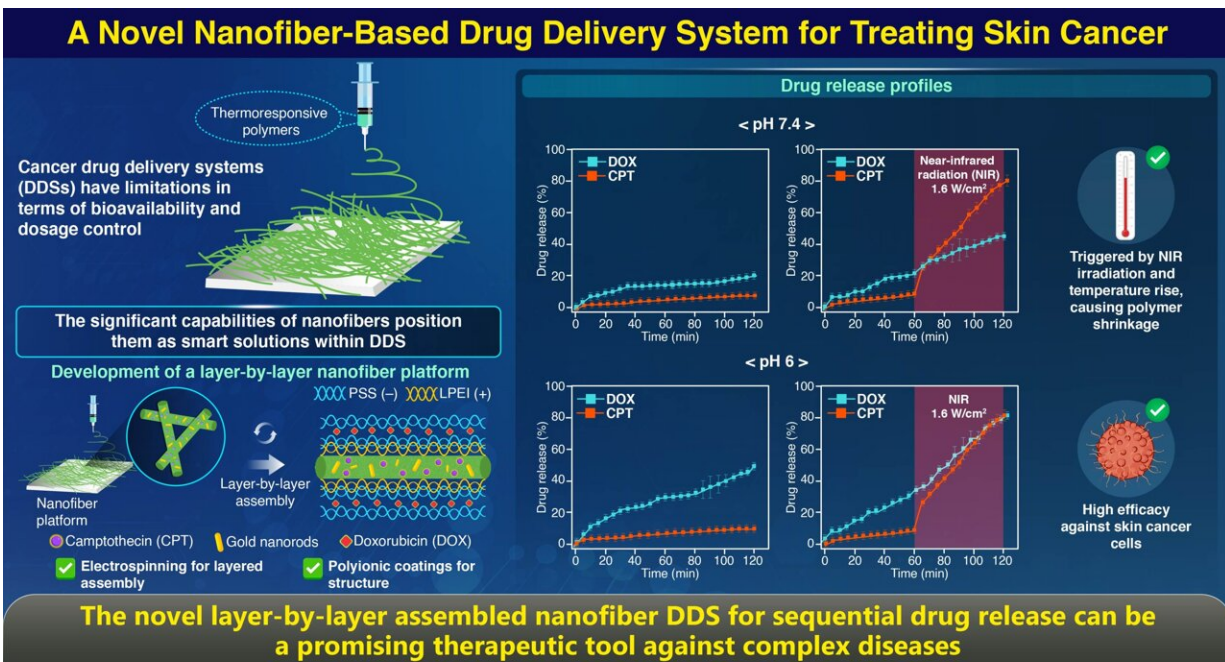 A Novel Nanofiber-Based Drug Delivery System for Treating Skin Cancer
Thermoresponsive
polymers
Cancer drug delivery systems
(DDSs) have limitations in
terms of bioavailability and
dosage control
The significant capabilities of nanofibers position
them as smart solutions within DDS
Development of a layer-by-layer nanofiber platform
PSS (–) LPEI (+)
Layer-by-layer
assembly
Nanofiber
platform
Camptothecin (CPT) Gold nanorods Doxorubicin (DOX)
Electrospinning for layered
assembly
Polyionic coatings for
structure
Drug release profiles
< pH 7.4 >
Drug release (%)
100
80
60
40
20
0
DOX
CPT
0 20 40 60 80 100 120
Time (min)
Drug release (%)
100
80
60
40
20
0
DOX
CPT
Near-infrared
radiation (NIR)
1.6 W/cm²
0 20 40 60 80 100 120
Time (min)
Triggered by NIR
irradiation and
temperature rise,
causing polymer
shrinkage
< pH 6 >
Drug release (%)
100
80
60
40
20
0
DOX
CPT
0 20 40 60 80 100 120
Time (min)
Drug release (%)
100
80
60
40
20
0
DOX
CPT
NIR
1.6 W/cm²
0 20 40 60 80 100 120
Time (min)
High efficacy
against skin cancer
cells
The novel layer-by-layer assembled nanofiber DDS for sequential drug release can be
a promising therapeutic tool against complex diseases